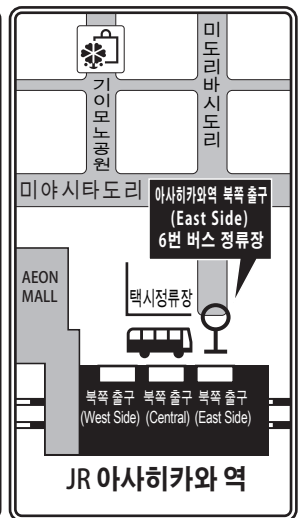 기이모노공원
미도리바시도리
미야시타도리
아사히카와역 북쪽 출구
(East Side)
6번 버스 정류장
AEON
MALL
택시정류장
북쪽 출구 북쪽 출구 북쪽 출구
(West Side) (Central) (East Side)
JR 아사히카와 역